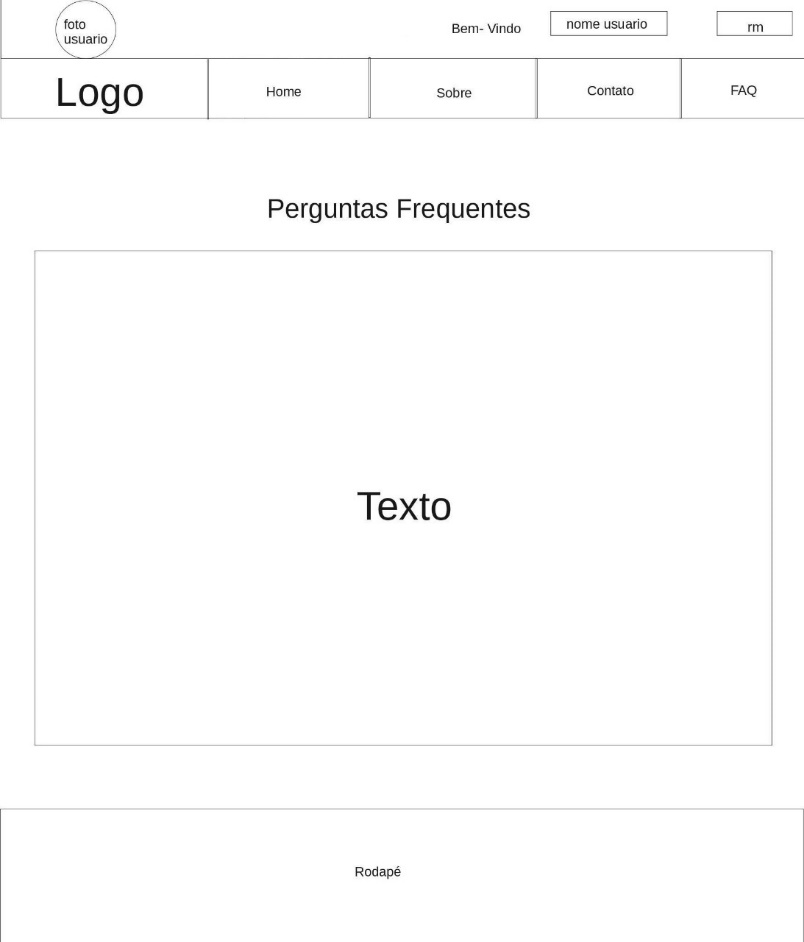 foto
usuario
Bem- Vindo
nome usuario
rm
Logo
Home
Sobre
Contato
FAQ
Perguntas Frequentes
Texto
Rodapé